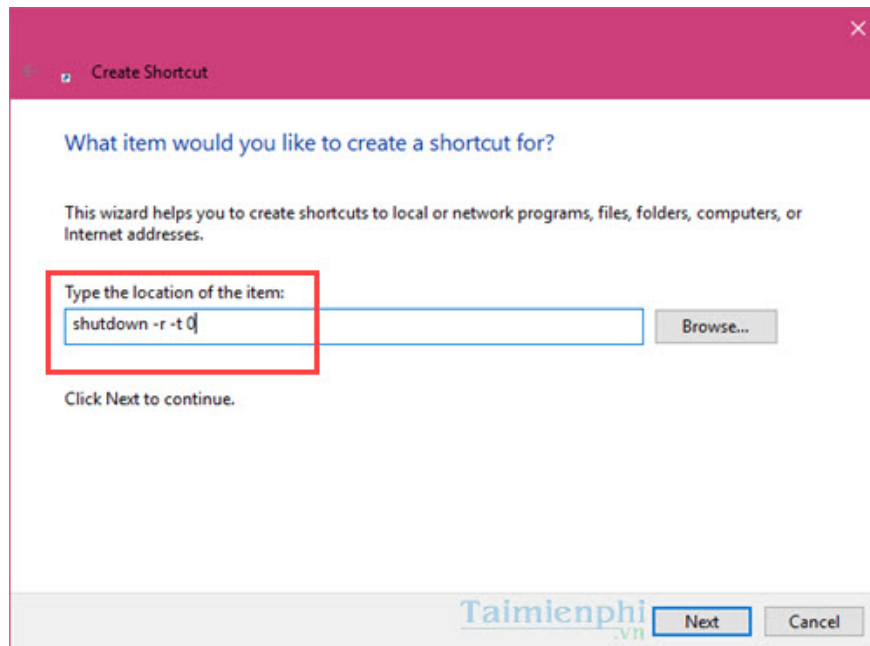 Create Shortcut
What item would you like to create a shortcut for?
This wizard helps you to create shortcuts to local or network programs, files, folders, computers, or
Internet addresses.
Type the location of the item:
shutdown -r -t 0
Browse...
Click Next to continue.
Taimienphi
.vn
Next
Cancel